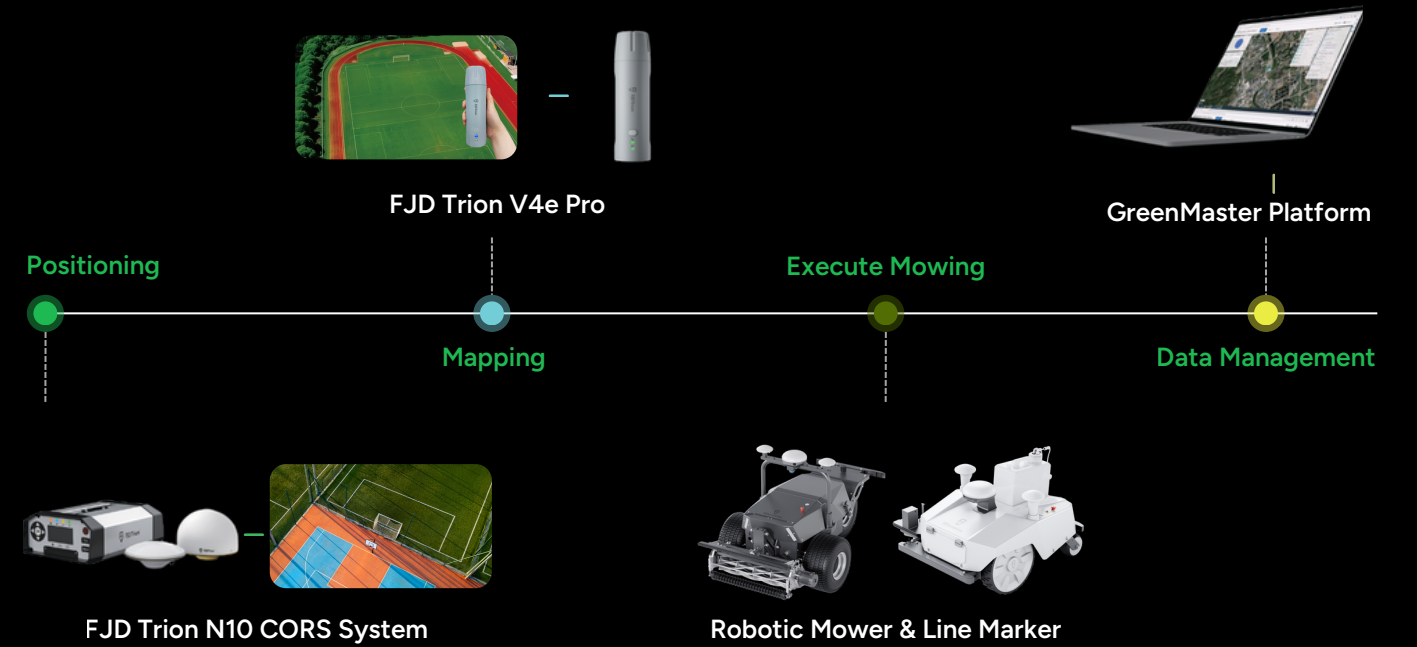 FJD Trion V4e Pro
GreenMaster Platform
Positioning
Execute Mowing
Mapping
Data Management
FJD Trion N10 CORS System
Robotic Mower & Line Marker